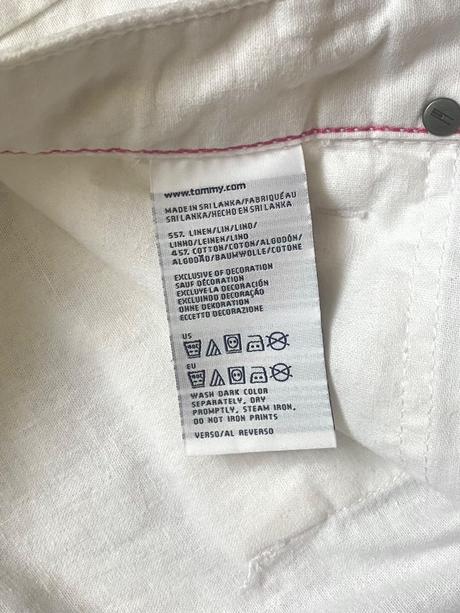 www.tommy.com
MADE IN SRI LANKA/FABRIQUÉ AU
SRI LANKA/HECHO EN SRI LANKA
55% LINEN/LIN/LINO/
LINHO/LEINEN/LINO
45% COTTON/COTON/ALGODÓN/
ALGODÃO/BAUMWOLLE/COTONE
EXCLUSIVE OF DECORATION
SAUF DÉCORATION
EXCLUYE LA DECORACIÓN
EXCLUINDO DECORAÇÃO
OHNE DEKORATION
ECCETTO DECORAZIONE
US
EU
WASH DARK COLOR
SEPARATELY, DRY
PROMPTLY, STEAM IRON,
DO NOT IRON PRINTS
VERSO/AL REVERSO